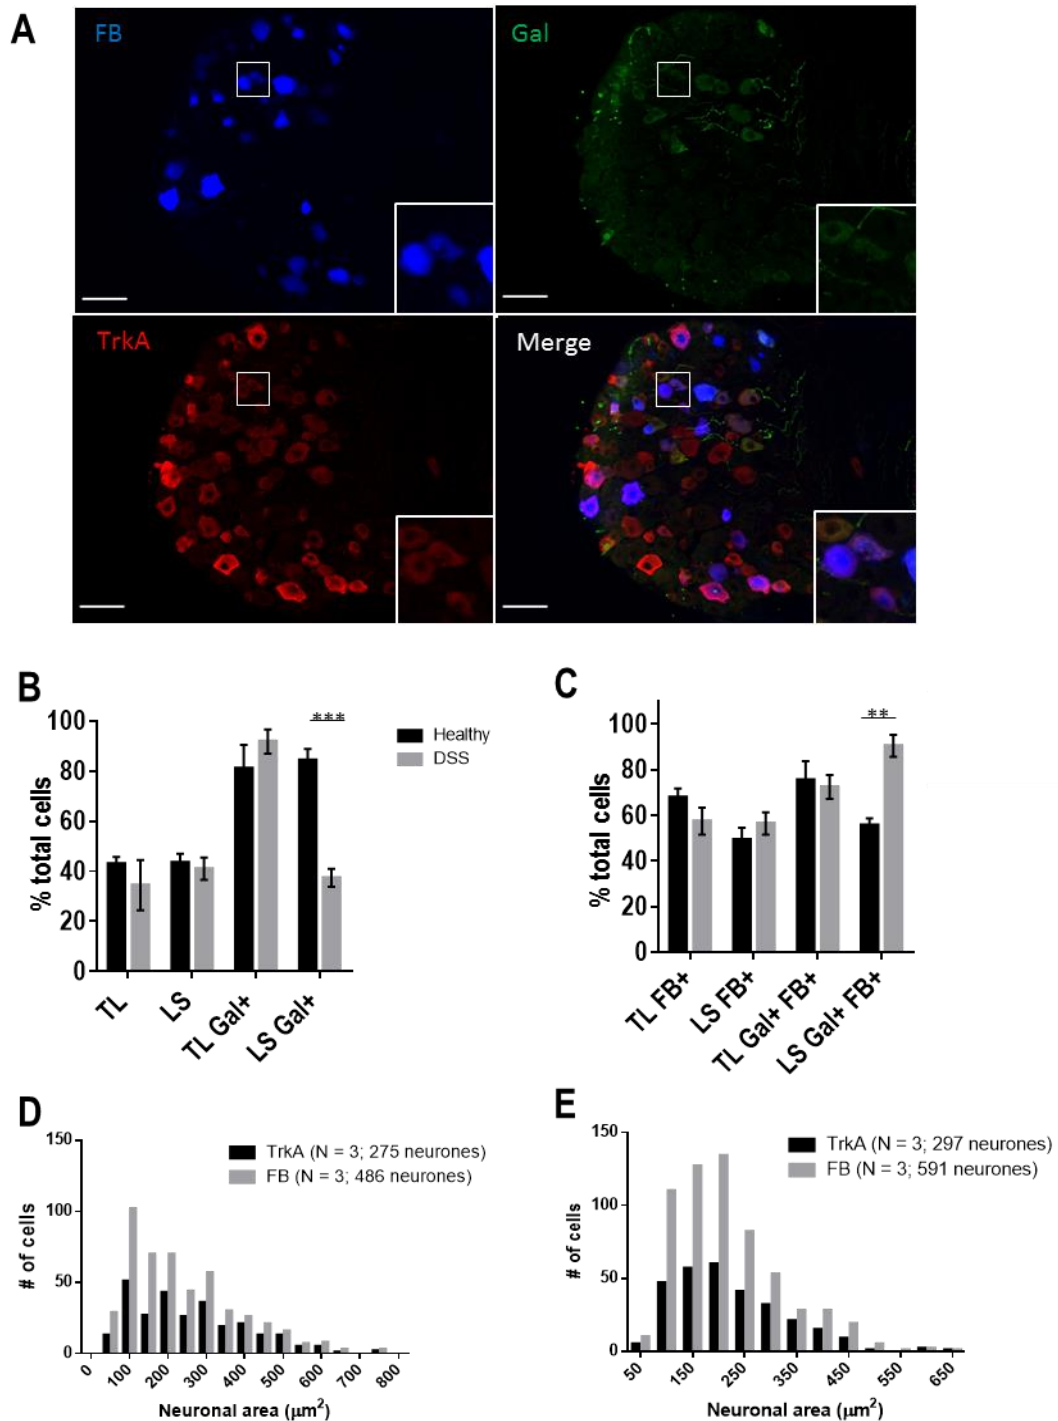 A
FB
Gal
TrkA
Merge
B
100
80
60
40
20
0
% total cells
***
Healthy
DSS
TL
LS
TL Gal+
LS Gal+
C
100
80
60
40
20
0
% total cells
**
TL FB+
LS FB+
TL Gal+ FB+
LS Gal+ FB+
D
150
100
50
0
# of cells
TrkA (N = 3; 275 neurones)
FB (N = 3; 486 neurones)
0 100 200 300 400 500 600 700 800
Neuronal area (μm²)
E
150
100
50
0
# of cells
TrkA (N = 3; 297 neurones)
FB (N = 3; 591 neurones)
50 150 250 350 450 550 650
Neuronal area (μm²)